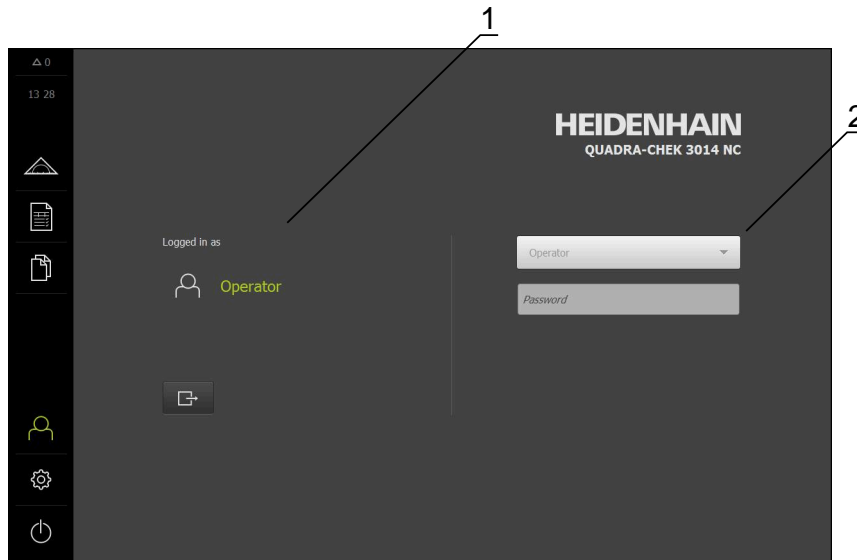 1
△ 0
13 28
HEIDENHAIN
QUADRA-CHEK 3014 NC
2
Logged in as
Operator
Operator
Password